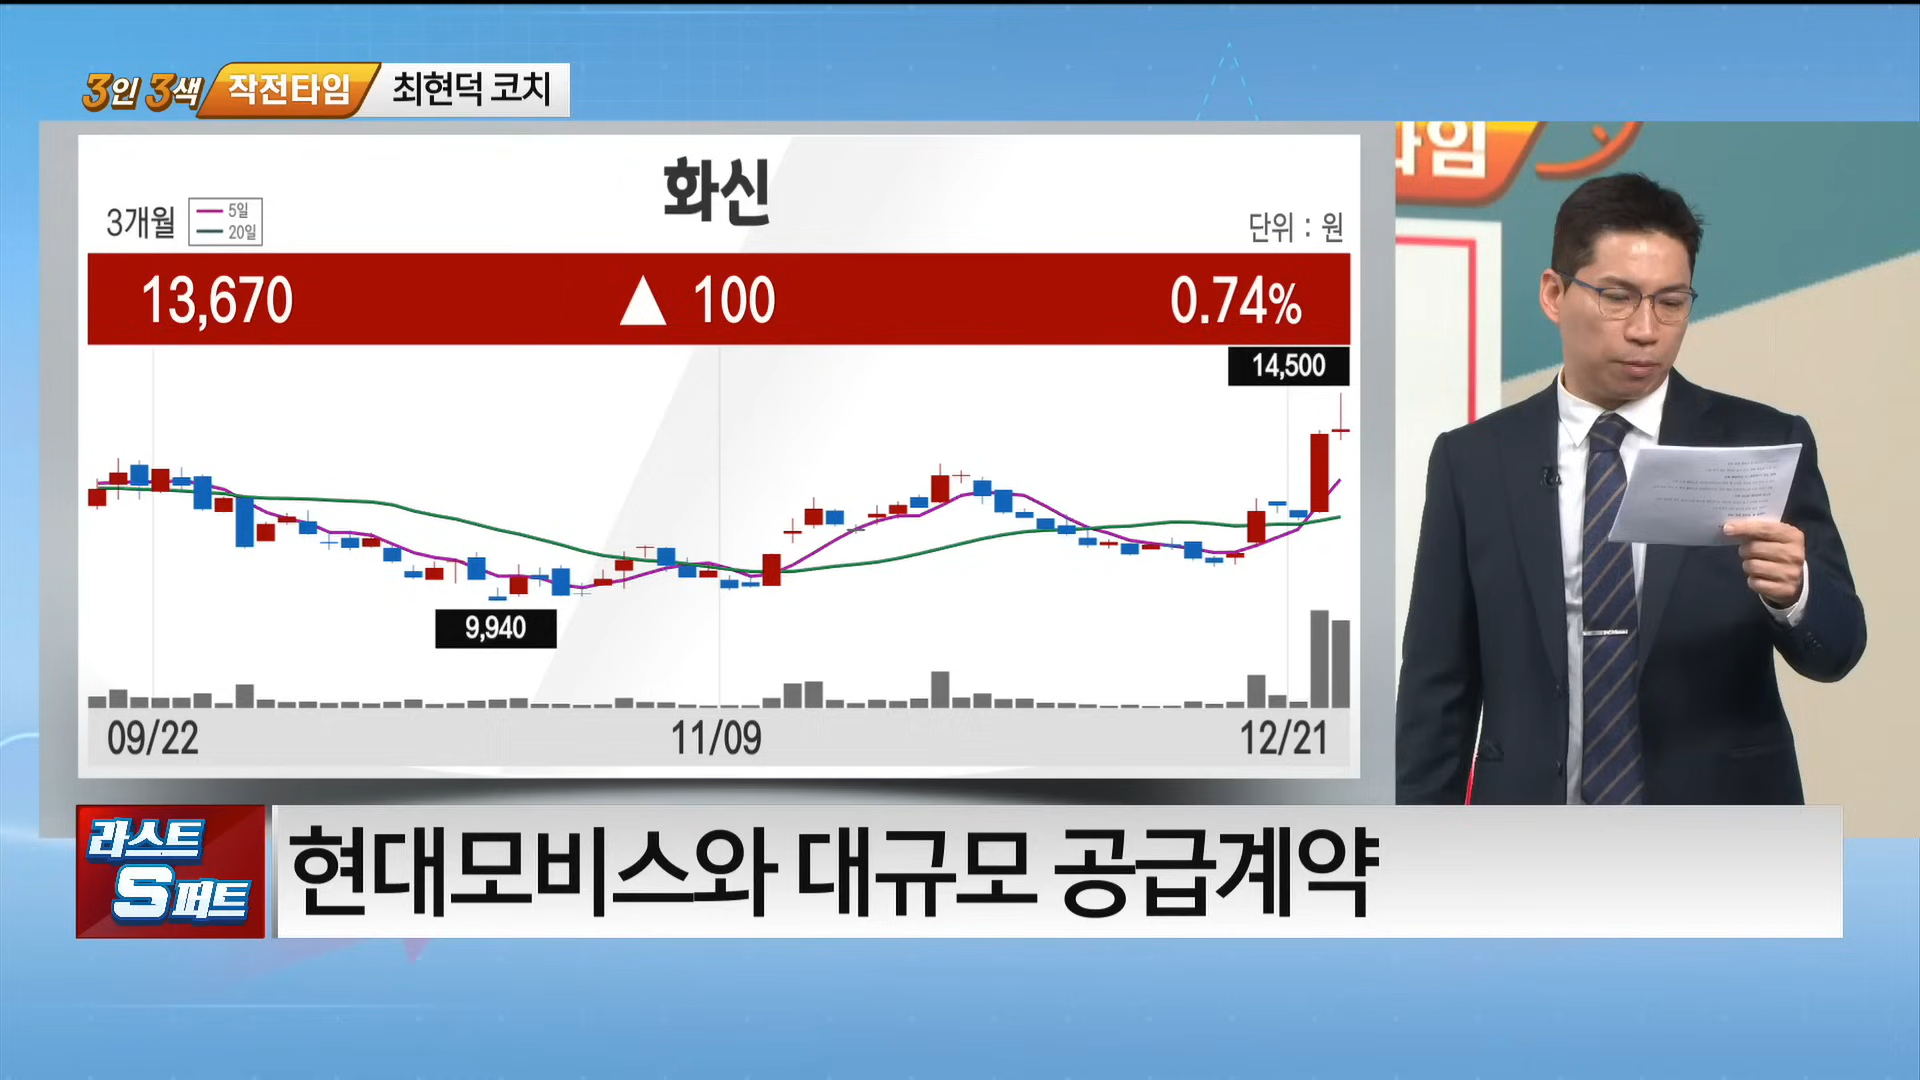 3인 3색 작전타임 최현덕 코치
타임
화신
3개월
5일
20일
단위 : 원
13,670 ▲ 100 0.74%
14,500
9,940
09/22 11/09 12/21
라스트
S퍼트
현대모비스와 대규모 공급계약